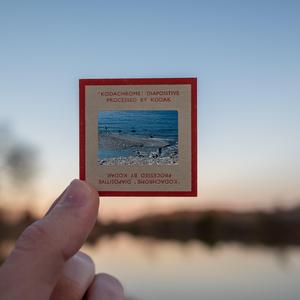 'KODACHROME' DIAPOSITIVE
PROCESSED BY KODAK
'KODACHROME' DIAPOSITIVE
PROCESSED BY KODAK